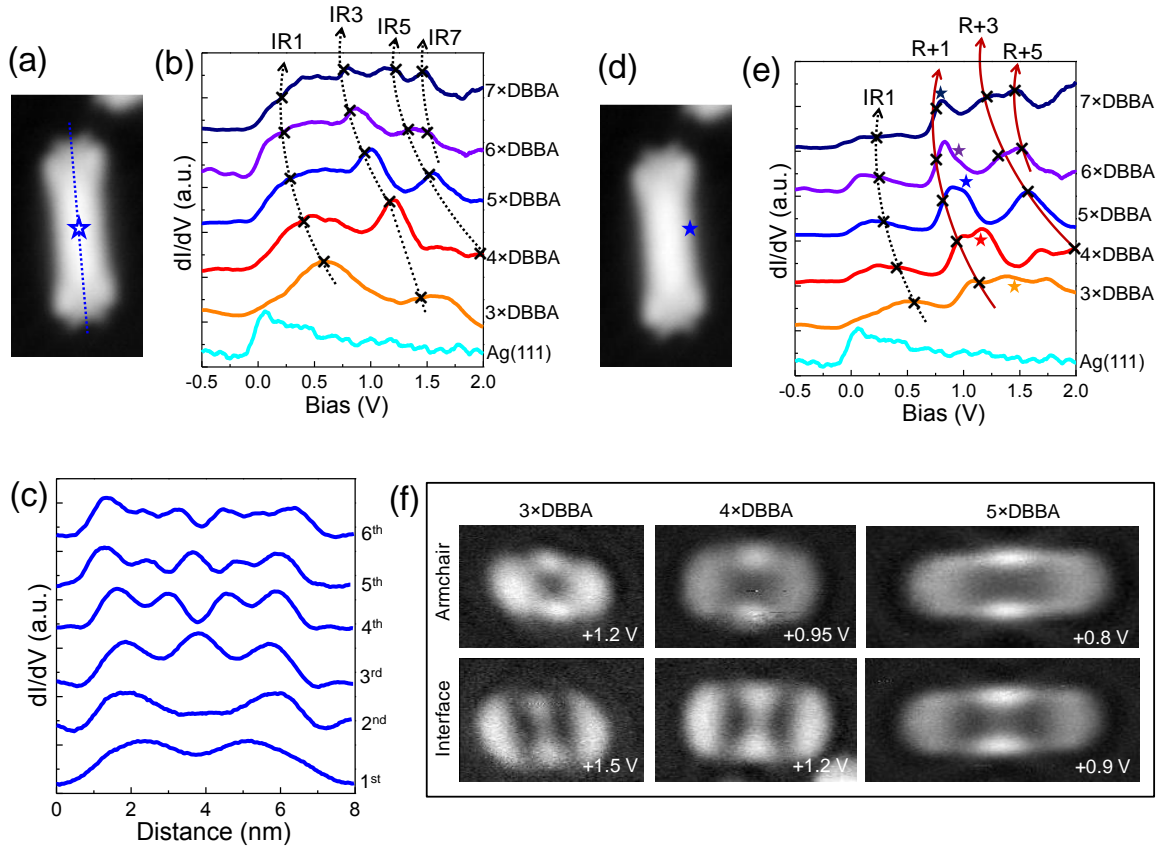 (a)
(b)
IR1
IR3
IR5
IR7
7×DBBA
6×DBBA
5×DBBA
4×DBBA
3×DBBA
Ag(111)
dI/dV (a.u.)
-0.5 0.0 0.5 1.0 1.5 2.0
Bias (V)
(d)
(e)
IR1
R+1
R+3
R+5
7×DBBA
6×DBBA
5×DBBA
4×DBBA
3×DBBA
Ag(111)
dI/dV (a.u.)
-0.5 0.0 0.5 1.0 1.5 2.0
Bias (V)
(c)
6th
5th
4th
3rd
2nd
1st
dI/dV (a.u.)
0 2 4 6 8
Distance (nm)
(f)
3×DBBA 4×DBBA 5×DBBA
Armchair
+1.2 V
+0.95 V
+0.8 V
Interface
+1.5 V
+1.2 V
+0.9 V